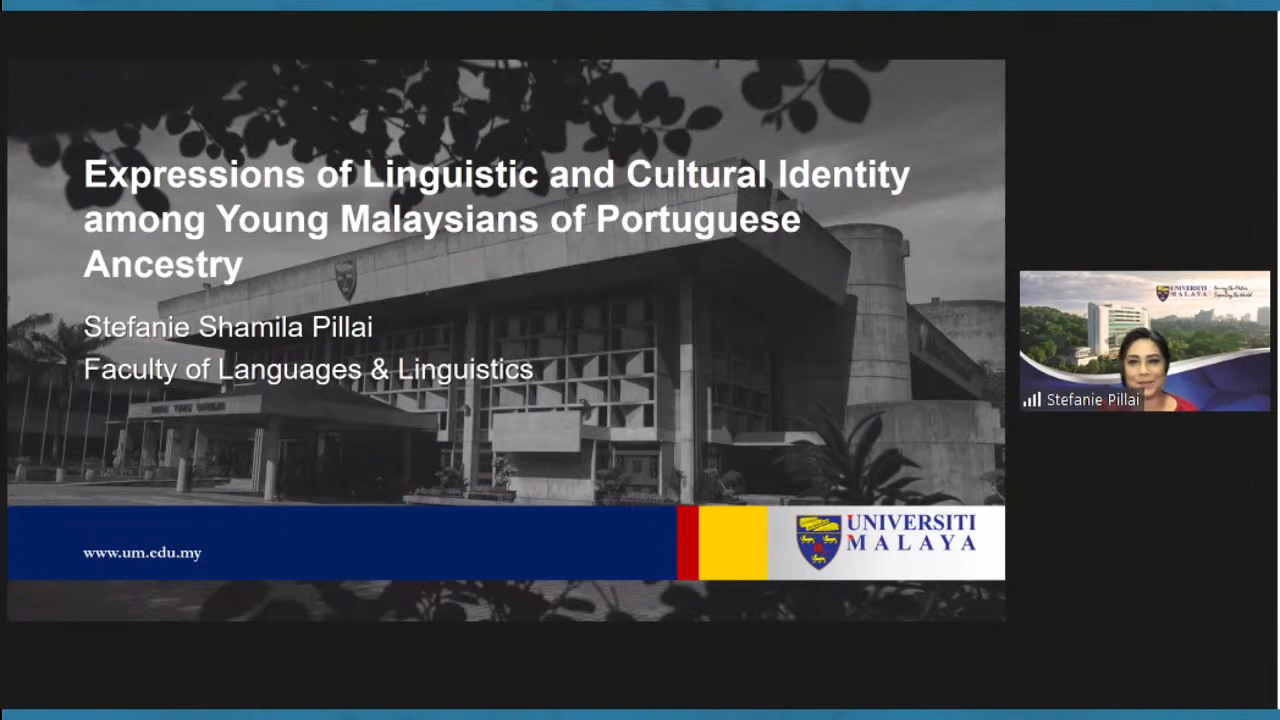 Expressions of Linguistic and Cultural Identity
among Young Malaysians of Portuguese
Ancestry
Stefanie Shamila Pillai
Faculty of Languages & Linguistics
www.um.edu.my
UNIVERSITI
MALAYA
UNIVERSITI
MALAYA
Stefanie Pillai